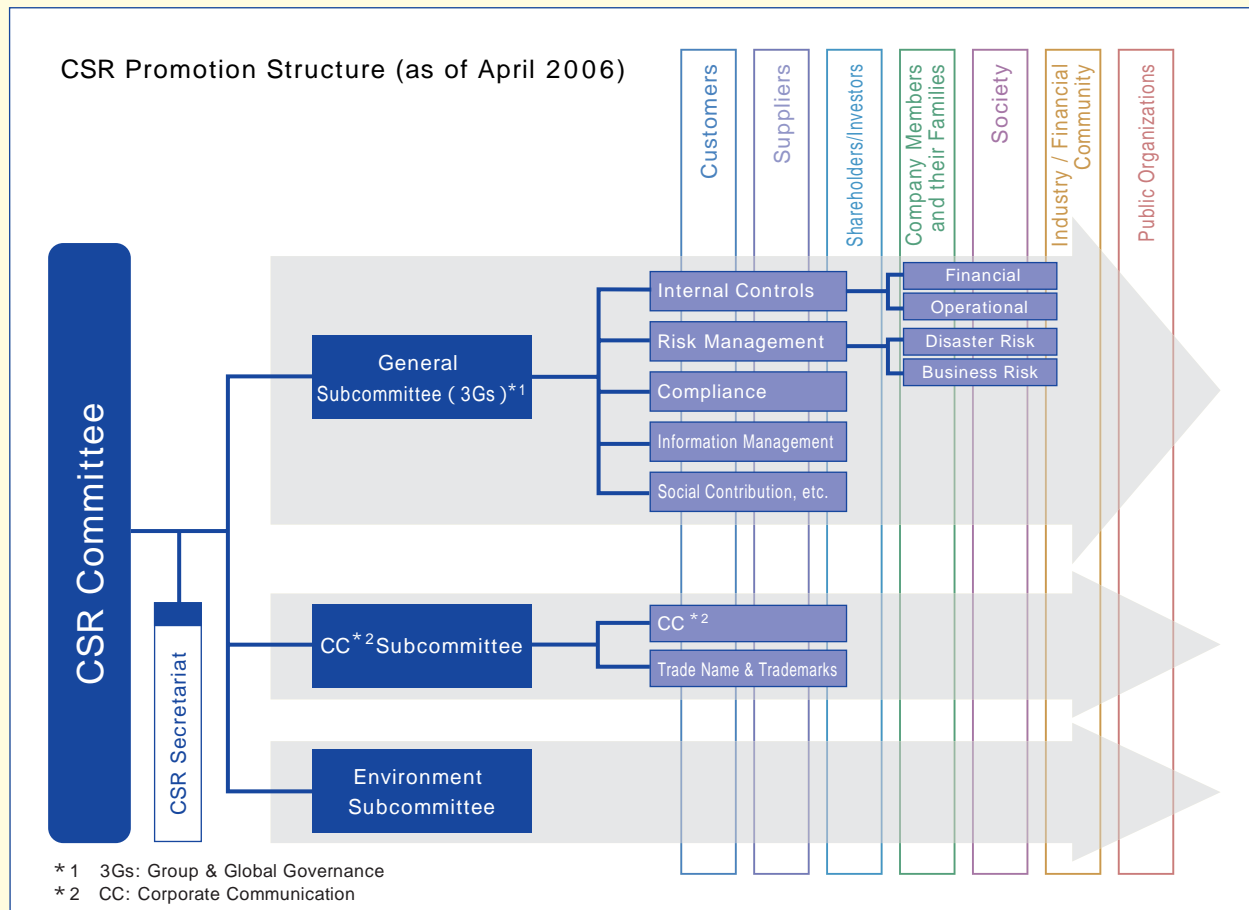 CSR Promotion Structure (as of April 2006)
Customers
Suppliers
Shareholders/Investors
Company Members
and their Families
Society
Industry / Financial
Community
Public Organizations
CSR Committee
CSR Secretariat
General
Subcommittee ( 3Gs )*1
Internal Controls
Financial
Operational
Risk Management
Disaster Risk
Business Risk
Compliance
Information Management
Social Contribution, etc.
CC*2 Subcommittee
CC *2
Trade Name & Trademarks
Environment
Subcommittee
*1 3Gs: Group & Global Governance
*2 CC: Corporate Communication